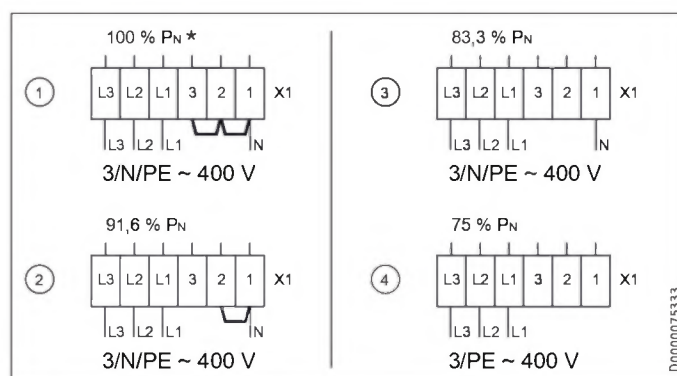 100 % PN *
1
L3 L2 L1 3 2 1 X1
L3 L2 L1 N
3/N/PE ~ 400 V
91,6 % PN
2
L3 L2 L1 3 2 1 X1
L3 L2 L1 N
3/N/PE ~ 400 V
83,3 % PN
3
L3 L2 L1 3 2 1 X1
L3 L2 L1 N
3/N/PE ~ 400 V
75 % PN
4
L3 L2 L1 3 2 1 X1
L3 L2 L1
3/PE ~ 400 V
D0000075333